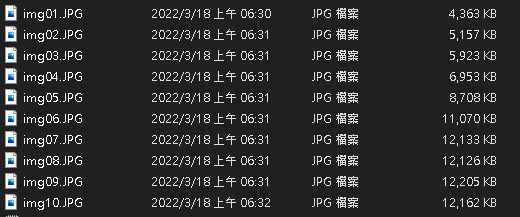 img01.JPG 2022/3/18 上午 06:30 JPG 檔案 4,363 KB
img02.JPG 2022/3/18 上午 06:31 JPG 檔案 5,157 KB
img03.JPG 2022/3/18 上午 06:31 JPG 檔案 5,923 KB
img04.JPG 2022/3/18 上午 06:31 JPG 檔案 6,953 KB
img05.JPG 2022/3/18 上午 06:31 JPG 檔案 8,708 KB
img06.JPG 2022/3/18 上午 06:31 JPG 檔案 11,070 KB
img07.JPG 2022/3/18 上午 06:31 JPG 檔案 12,133 KB
img08.JPG 2022/3/18 上午 06:31 JPG 檔案 12,126 KB
img09.JPG 2022/3/18 上午 06:31 JPG 檔案 12,205 KB
img10.JPG 2022/3/18 上午 06:32 JPG 檔案 12,162 KB